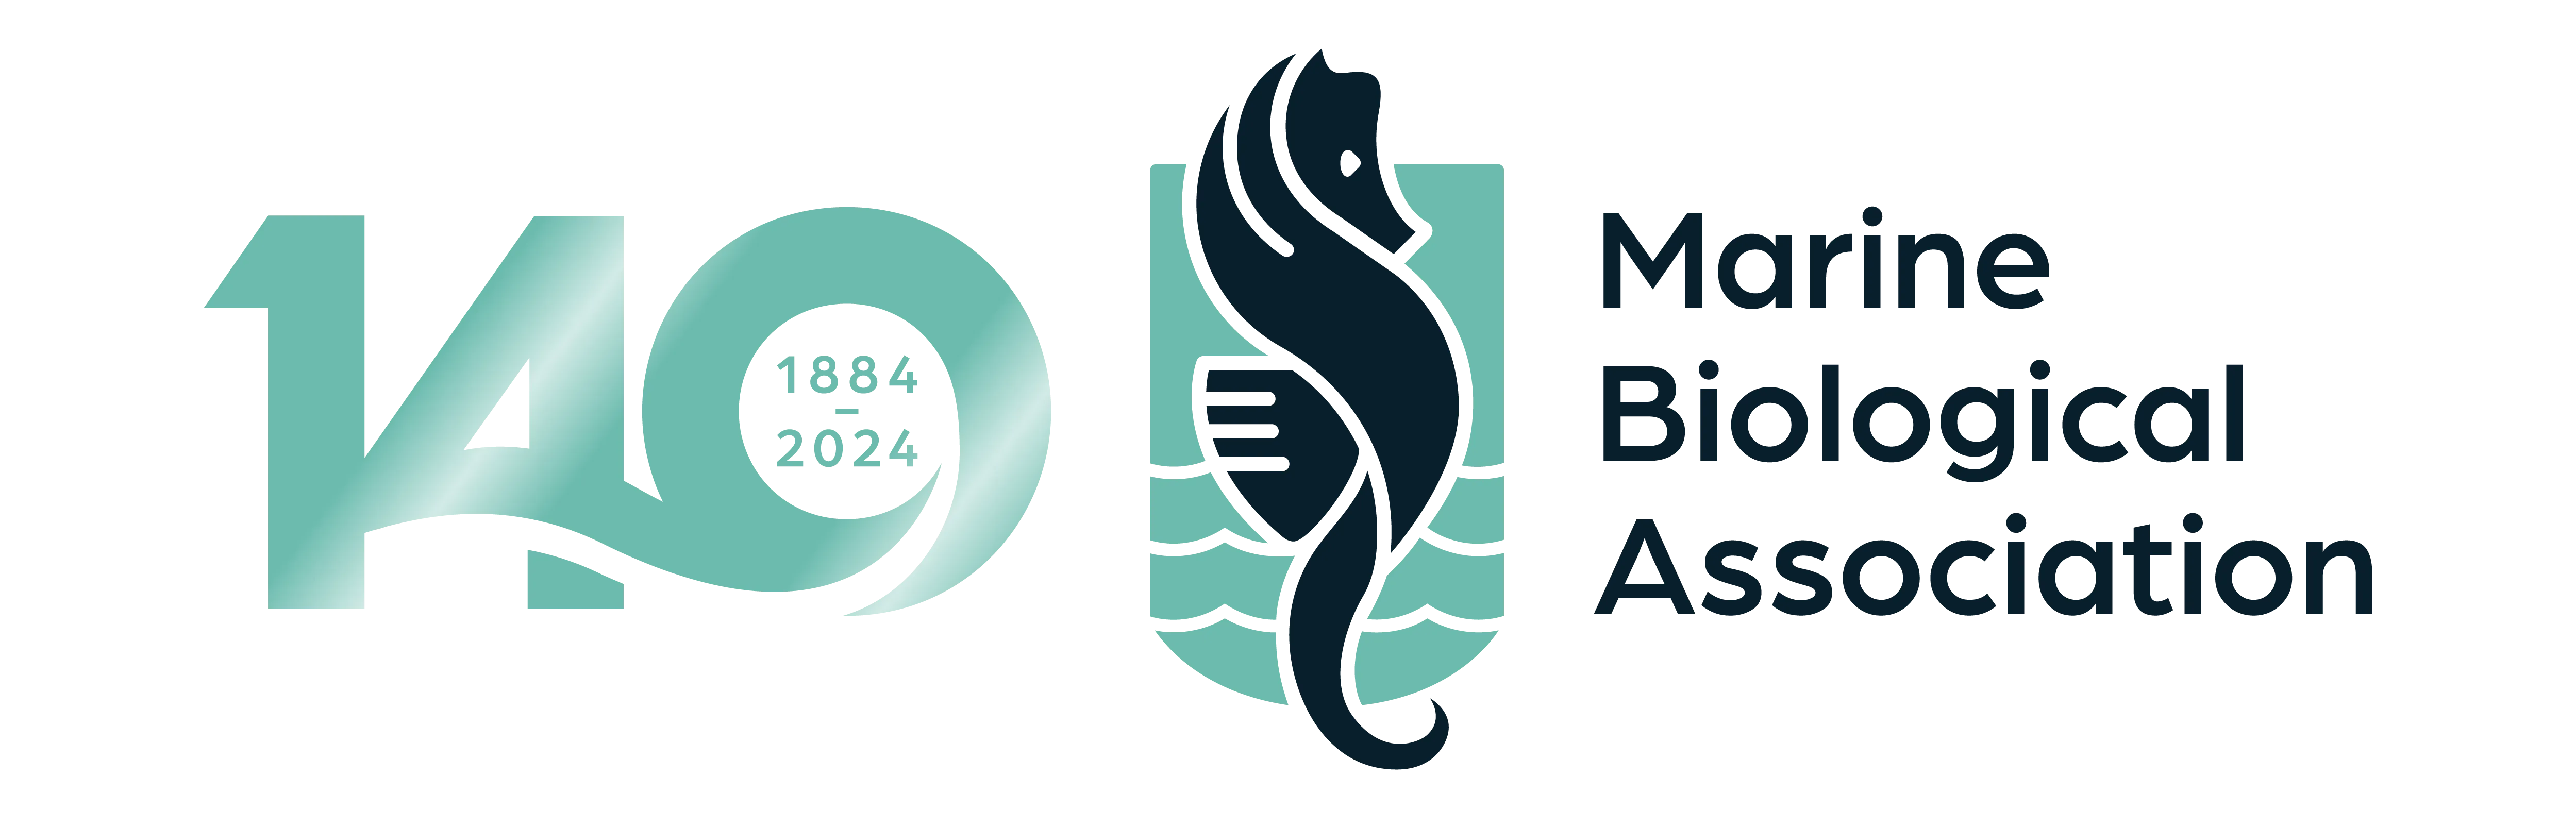 140
1884
–
2024
Marine
Biological
Association